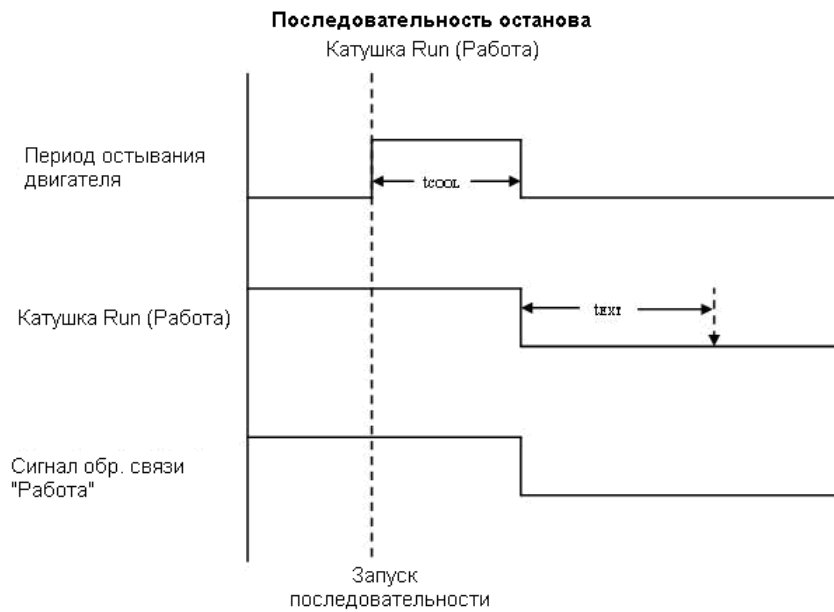 Последовательность останова
Катушка Run (Работа)
Период остывания
двигателя
tCOOL
Катушка Run (Работа)
tEXT
Сигнал обр. связи
"Работа"
Запуск
последовательности